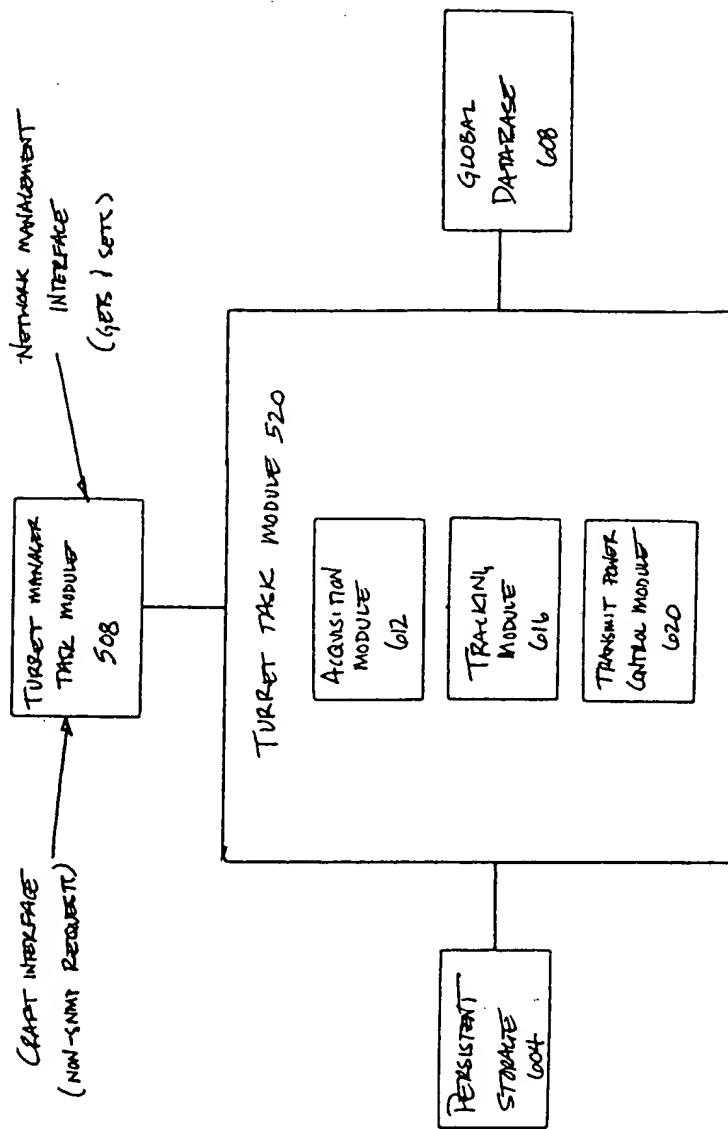 CRAFT INTERFACE
(NON-SNMP REQUESTS)
TURRET MANAGER
TASK MODULE
508
NETWORK MANAGEMENT
INTERFACE
(GETS / SETS)
TURRET TASK MODULE 520
ACQUISITION
MODULE
612
TRACKING
MODULE
616
TRANSMIT POWER
CONTROL MODULE
620
PERSISTENT
STORAGE
604
GLOBAL
DATABASE
608